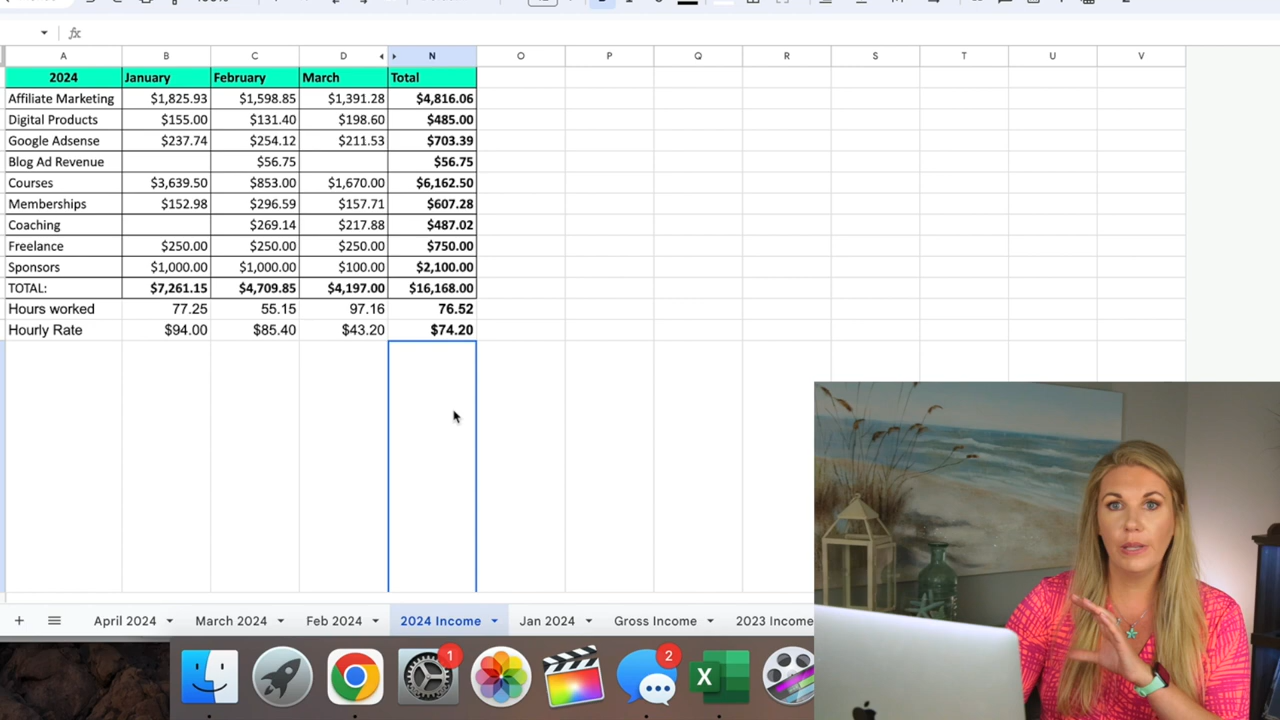 A B C D N O P Q R S T U V
2024 January February March Total
Affiliate Marketing $1,825.93 $1,598.85 $1,391.28 $4,816.06
Digital Products $155.00 $131.40 $198.60 $485.00
Google Adsense $237.74 $254.12 $211.53 $703.39
Blog Ad Revenue $56.75 $56.75
Courses $3,639.50 $853.00 $1,670.00 $6,162.50
Memberships $152.98 $296.59 $157.71 $607.28
Coaching $269.14 $217.88 $487.02
Freelance $250.00 $250.00 $250.00 $750.00
Sponsors $1,000.00 $1,000.00 $100.00 $2,100.00
TOTAL: $7,261.15 $4,709.85 $4,197.00 $16,168.00
Hours worked 77.25 55.15 97.16 76.52
Hourly Rate $94.00 $85.40 $43.20 $74.20
April 2024 March 2024 Feb 2024 2024 Income Jan 2024 Gross Income 2023 Income
1 2
X